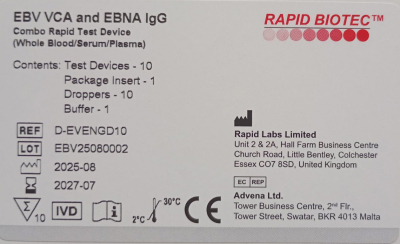 EBV VCA and EBNA IgG
Combo Rapid Test Device
(Whole Blood/Serum/Plasma)
RAPID BIOTEC™
Contents: Test Devices - 10
Package Insert - 1
Droppers - 10
Buffer - 1
REF D-EVENGD10
LOT EBV25080002
2025-08
2027-07
Σ 10 IVD i 2°C 30°C CE
Rapid Labs Limited
Unit 2 & 2A, Hall Farm Business Centre
Church Road, Little Bentley, Colchester
Essex CO7 8SD, United Kingdom
EC REP
Advena Ltd.
Tower Business Centre, 2nd Flr.,
Tower Street, Swatar, BKR 4013 Malta